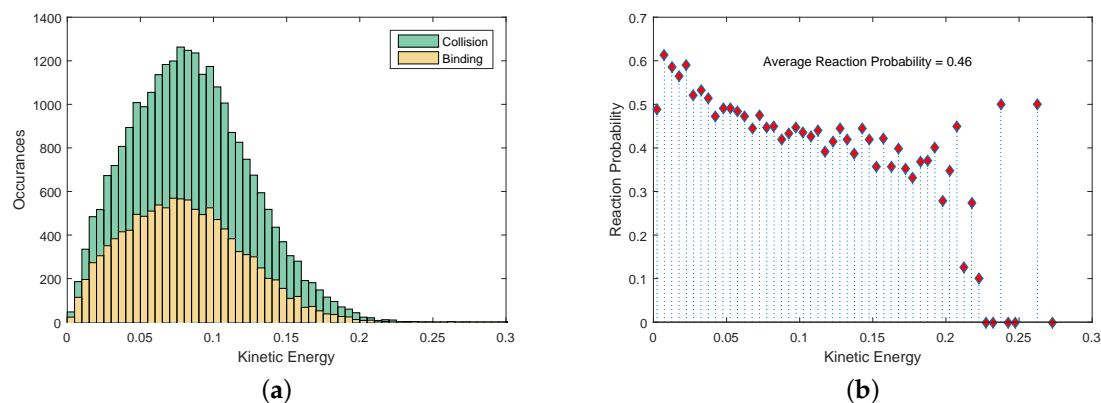 1400
1200
1000
800
600
400
200
0
Occurances
0 0.05 0.1 0.15 0.2 0.25 0.3
Kinetic Energy
Collision
Binding
(a)
0.7
0.6
0.5
0.4
0.3
0.2
0.1
0
Reaction Probability
Average Reaction Probability = 0.46
0 0.05 0.1 0.15 0.2 0.25 0.3
Kinetic Energy
(b)